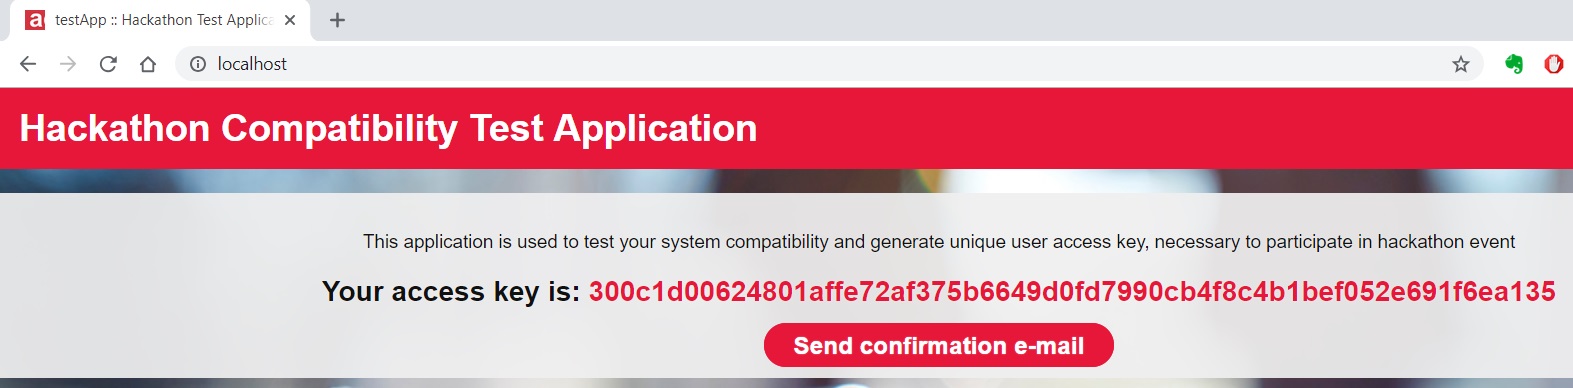 testApp :: Hackathon Test Applica
localhost
Hackathon Compatibility Test Application
This application is used to test your system compatibility and generate unique user access key, necessary to participate in hackathon event
Your access key is: 300c1d00624801affe72af375b6649d0fd7990cb4f8c4b1bef052e691f6ea135
Send confirmation e-mail